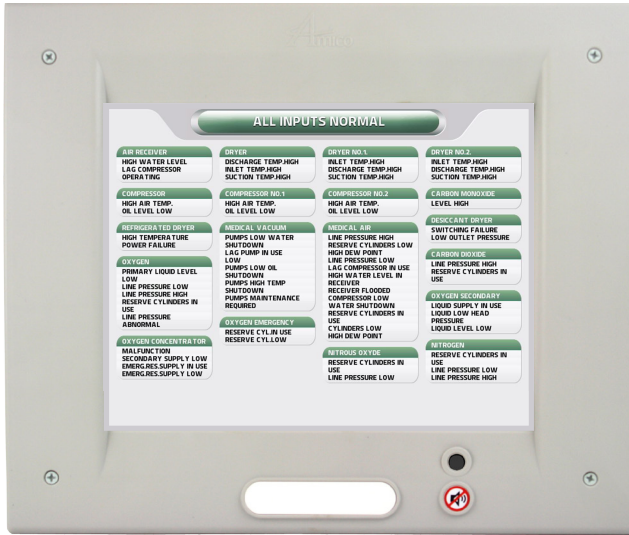 ALL INPUTS NORMAL
AIR RECEIVER
HIGH WATER LEVEL
LAG COMPRESSOR
OPERATING
DRYER
DISCHARGE TEMP.HIGH
INLET TEMP.HIGH
SUCTION TEMP.HIGH
DRYER NO.1.
INLET TEMP.HIGH
DISCHARGE TEMP.HIGH
SUCTION TEMP.HIGH
DRYER NO.2.
INLET TEMP.HIGH
DISCHARGE TEMP.HIGH
SUCTION TEMP.HIGH
COMPRESSOR
HIGH AIR TEMP.
OIL LEVEL LOW
COMPRESSOR NO.1
HIGH AIR TEMP.
OIL LEVEL LOW
COMPRESSOR NO.2
HIGH AIR TEMP.
OIL LEVEL LOW
CARBON MONOXIDE
LEVEL HIGH
REFRIGERATED DRYER
HIGH TEMPERATURE
POWER FAILURE
MEDICAL VACUUM
PUMPS LOW WATER
SHUTDOWN
LAG PUMP IN USE
LOW
PUMPS LOW OIL
SHUTDOWN
PUMPS HIGH TEMP
SHUTDOWN
PUMPS MAINTENANCE
REQUIRED
MEDICAL AIR
LINE PRESSURE HIGH
RESERVE CYLINDERS LOW
HIGH DEW POINT
LINE PRESSURE LOW
LAG COMPRESSOR IN USE
HIGH WATER LEVEL IN
RECEIVER
RECEIVER FLOODED
COMPRESSOR LOW
WATER SHUTDOWN
RESERVE CYLINDERS IN
USE
CYLINDERS LOW
HIGH DEW POINT
DESICCANT DRYER
SWITCHING FAILURE
LOW OUTLET PRESSURE
OXYGEN
PRIMARY LIQUID LEVEL
LOW
LINE PRESSURE LOW
LINE PRESSURE HIGH
RESERVE CYLINDERS IN
USE
LINE PRESSURE
ABNORMAL
CARBON DIOXIDE
LINE PRESSURE HIGH
RESERVE CYLINDERS IN
USE
OXYGEN SECONDARY
LIQUID SUPPLY IN USE
LIQUID LOW HEAD
PRESSURE
LIQUID LEVEL LOW
OXYGEN EMERGENCY
RESERVE CYL.IN USE
RESERVE CYL.LOW
OXYGEN CONCENTRATOR
MALFUNCTION
SECONDARY SUPPLY LOW
EMERG.RES.SUPPLY IN USE
EMERG.RES.SUPPLY LOW
NITROUS OXYDE
RESERVE CYLINDERS IN
USE
LINE PRESSURE LOW
NITROGEN
RESERVE CYLINDERS IN
USE
LINE PRESSURE LOW
LINE PRESSURE HIGH